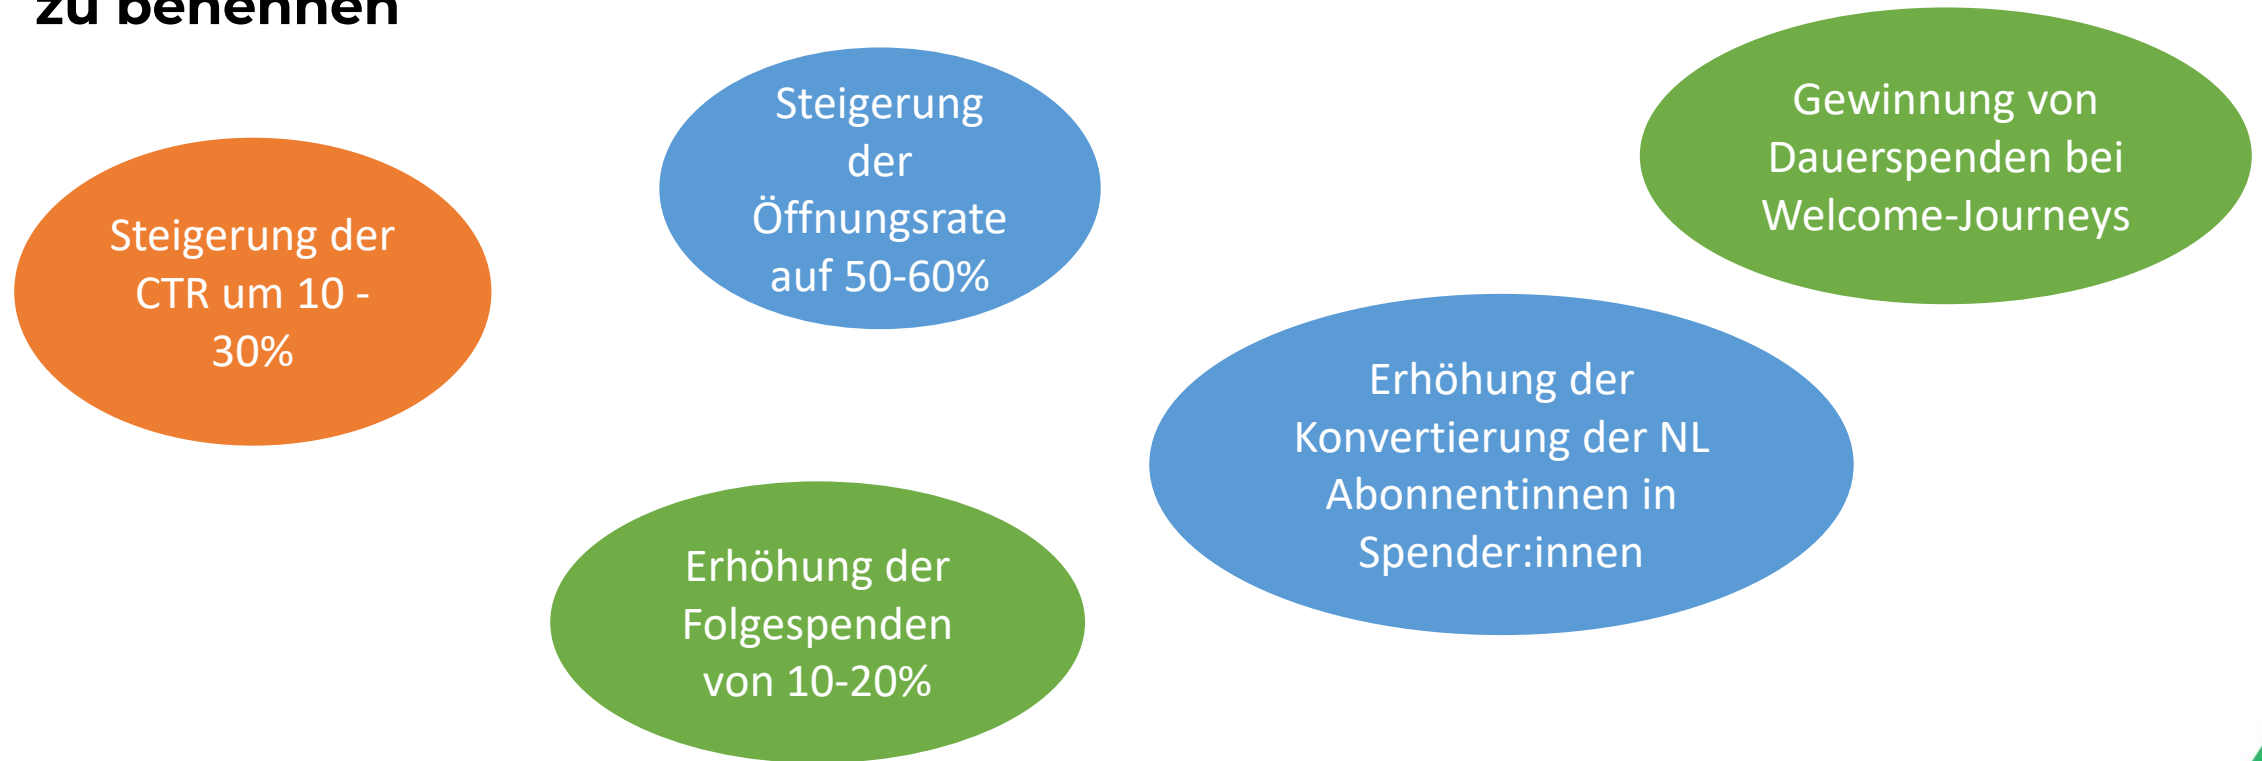 zu benennen
Steigerung der
CTR um 10 -
30%
Steigerung
der
Öffnungsrate
auf 50-60%
Gewinnung von
Dauerspenden bei
Welcome-Journeys
Erhöhung der
Folgespenden
von 10-20%
Erhöhung der
Konvertierung der NL
Abonnentinnen in
Spender:innen